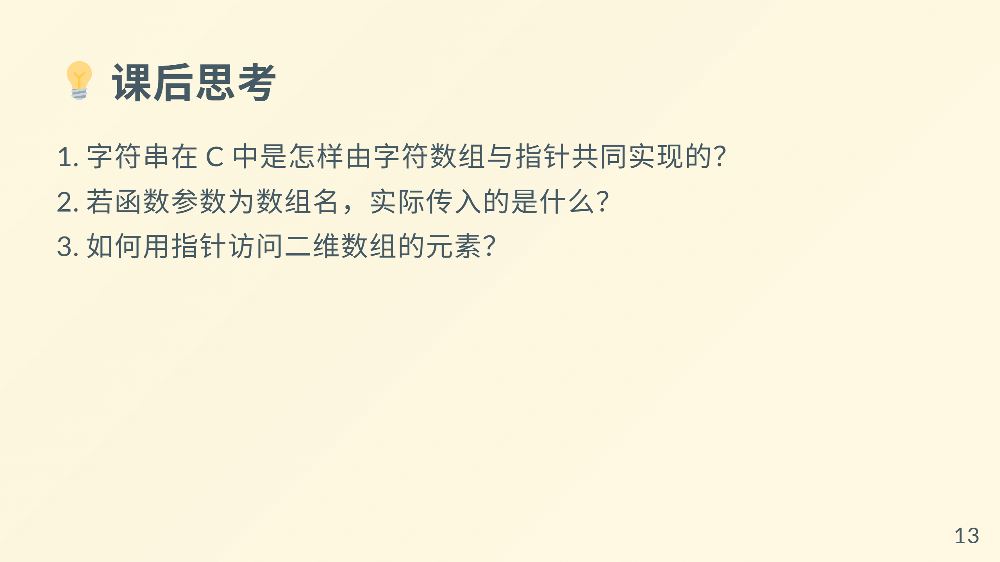 课后思考
1. 字符串在 C 中是怎样由字符数组与指针共同实现的？
2. 若函数参数为数组名，实际传入的是什么？
3. 如何用指针访问二维数组的元素？
13